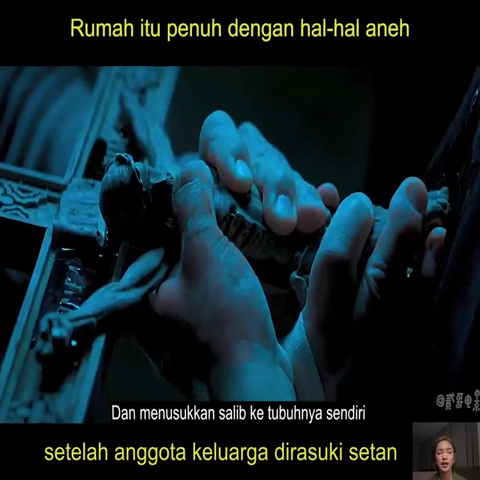 Rumah itu penuh dengan hal-hal aneh
Dan menusukkan salib ke tubuhnya sendiri
setelah anggota keluarga dirasuki setan